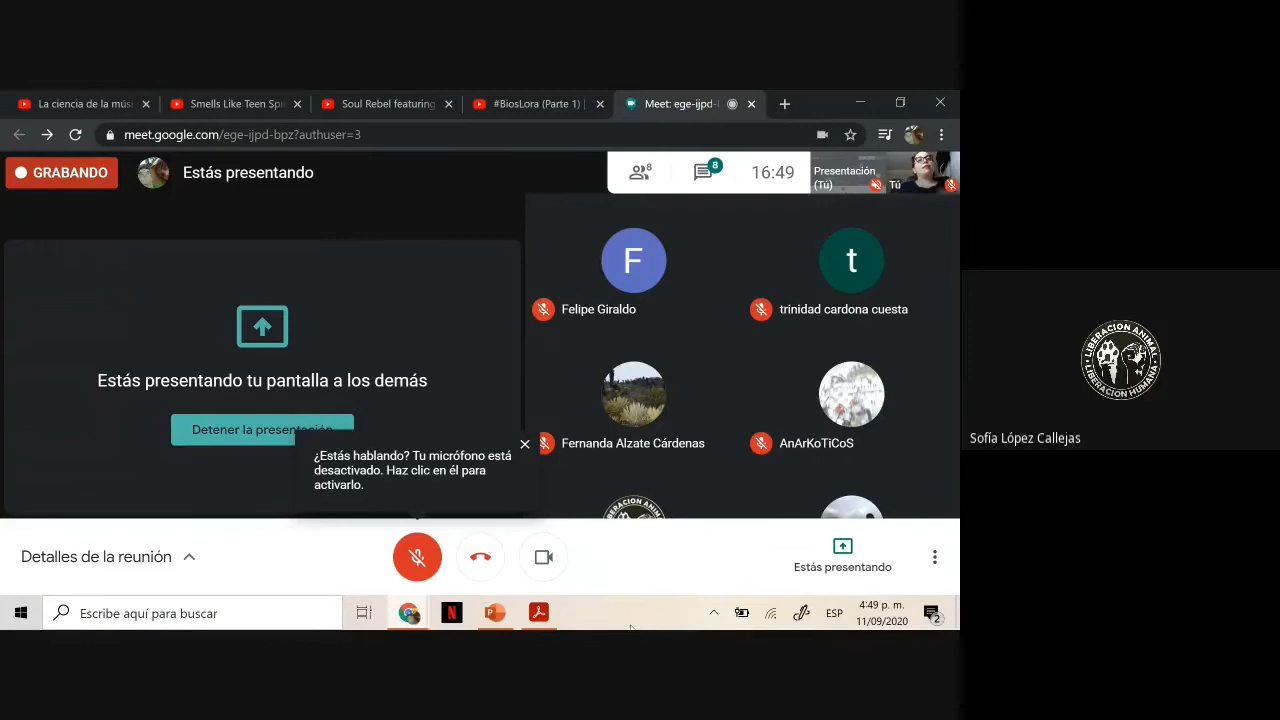 La ciencia de la mús
Smells Like Teen Spi
Soul Rebel featuring
#BiosLora (Parte 1) |
Meet: ege-ijpd-
meet.google.com/ege-ijpd-bpz?authuser=3
GRABANDO
Estás presentando
8
8
16:49
Presentación
(Tú)
Tú
F
Felipe Giraldo
t
trinidad cardona cuesta
Estás presentando tu pantalla a los demás
Detener la presentación
¿Estás hablando? Tu micrófono está
desactivado. Haz clic en él para
activarlo.
Fernanda Alzate Cárdenas
AnArKoTiCoS
LIBERACION ANIMAL
LIBERACION HUMANA
Sofía López Callejas
Detalles de la reunión
Estás presentando
Escribe aquí para buscar
N
P
ESP
4:49 p. m.
11/09/2020
2